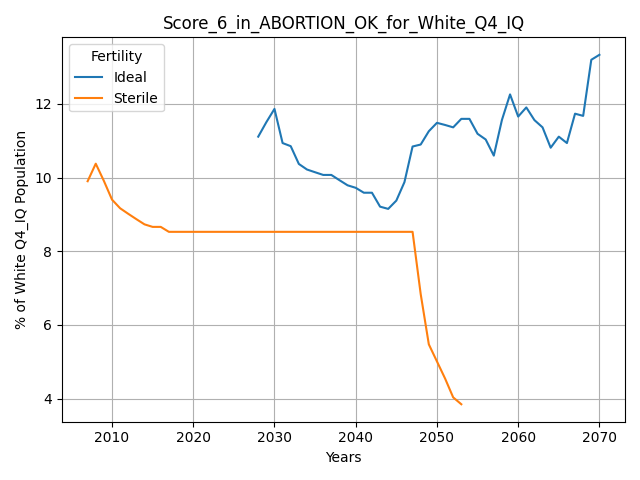 Score_6_in_ABORTION_OK_for_White_Q4_IQ
Fertility
Ideal
Sterile
% of White Q4_IQ Population
12
10
8
6
4
2010 2020 2030 2040 2050 2060 2070
Years